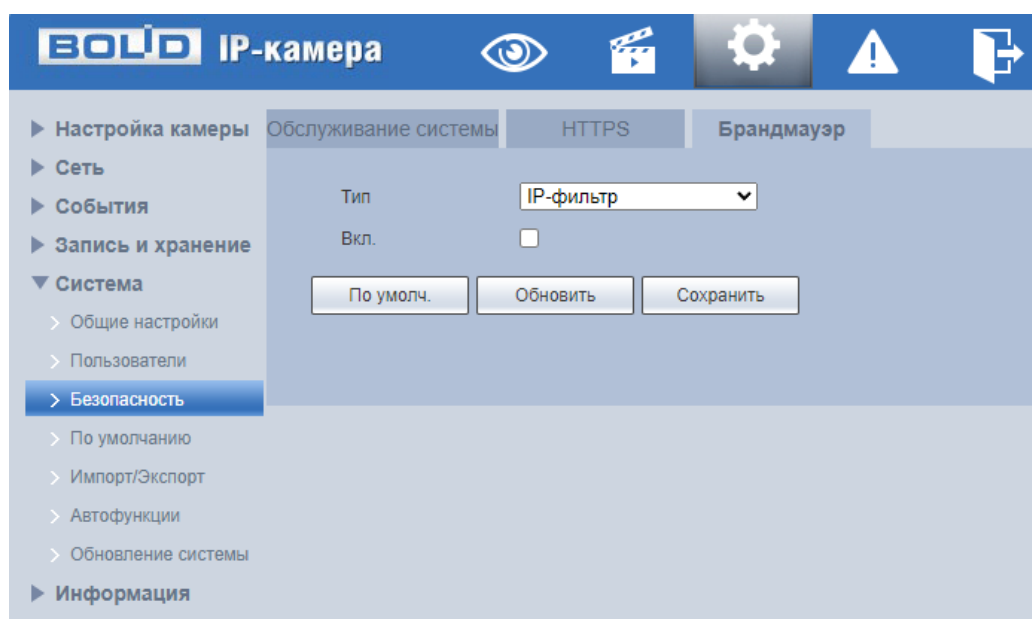 BOLID IP-камера
Настройка камеры
Сеть
События
Запись и хранение
Система
Общие настройки
Пользователи
Безопасность
По умолчанию
Импорт/Экспорт
Автофункции
Обновление системы
Информация
Обслуживание системы HTTPS Брандмауэр
Тип IP-фильтр
Вкл.
По умолч. Обновить Сохранить